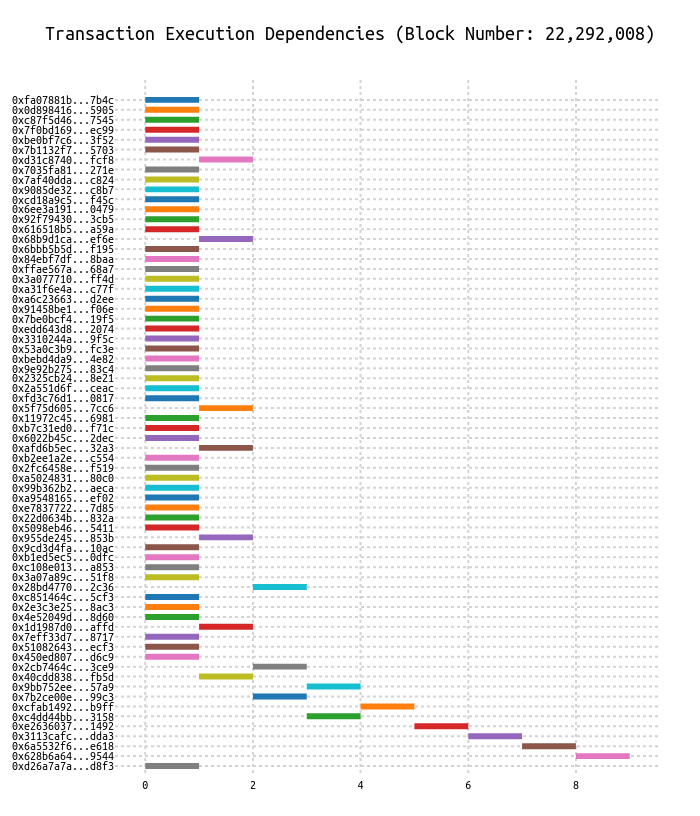 Transaction Execution Dependencies (Block Number: 22,292,008)
0xfa07881b...7b4c
0x0d898416...5905
0xc87f5d46...7545
0x7f0bd169...ec99
0xbe0bf7c6...3f52
0x7b1132f7...5703
0xd31c8740...fcf8
0x7035fa81...271e
0x7af40dda...c824
0x9085de32...c8b7
0xcd18a9c5...f45c
0x6ee3a191...0479
0x92f79430...3cb5
0x616518b5...a59a
0x68b9d1ca...ef6e
0x6bbb5b5d...f195
0x84ebf7df...8baa
0xffae567a...68a7
0x3a077710...ff4d
0xa31f6e4a...c77f
0xa6c23663...d2ee
0x91458be1...f06e
0x7be0bcf4...19f5
0xedd643d8...2074
0x3310244a...9f5c
0x53a0c3b9...fc3e
0xbebd4da9...4e82
0x9e92b275...83c4
0x2325cb24...8e21
0x2a551d6f...ceac
0xfd3c76d1...0817
0x5f75d605...7cc6
0x11972c45...6981
0xb7c31ed0...f71c
0x6022b45c...2dec
0xafd6b5ec...32a3
0xb2ee1a2e...c554
0x2fc6458e...f519
0xa5024831...80c0
0x99b362b2...aeca
0xa9548165...ef02
0xe7837722...7d85
0x22d0634b...832a
0x5098eb46...5411
0x955de245...853b
0x9cd3d4fa...10ac
0xb1ed5ec5...0dfc
0xc108e013...a853
0x3a07a89c...51f8
0x28bd4770...2c36
0xc851464c...5cf3
0x2e3c3e25...8ac3
0x4e52049d...8d60
0x1d1987d0...affd
0x7eff33d7...8717
0x51082643...ecf3
0x450ed807...d6c9
0x2cb7464c...3ce9
0x40cdd838...fb5d
0x9bb752ee...57a9
0x7b2ce00e...99c3
0xcfab1492...b9ff
0xc4dd44bb...3158
0xe2636037...1492
0x3113cafc...dda3
0x6a5532f6...e618
0x628b6a64...9544
0xd26a7a7a...d8f3
0 2 4 6 8